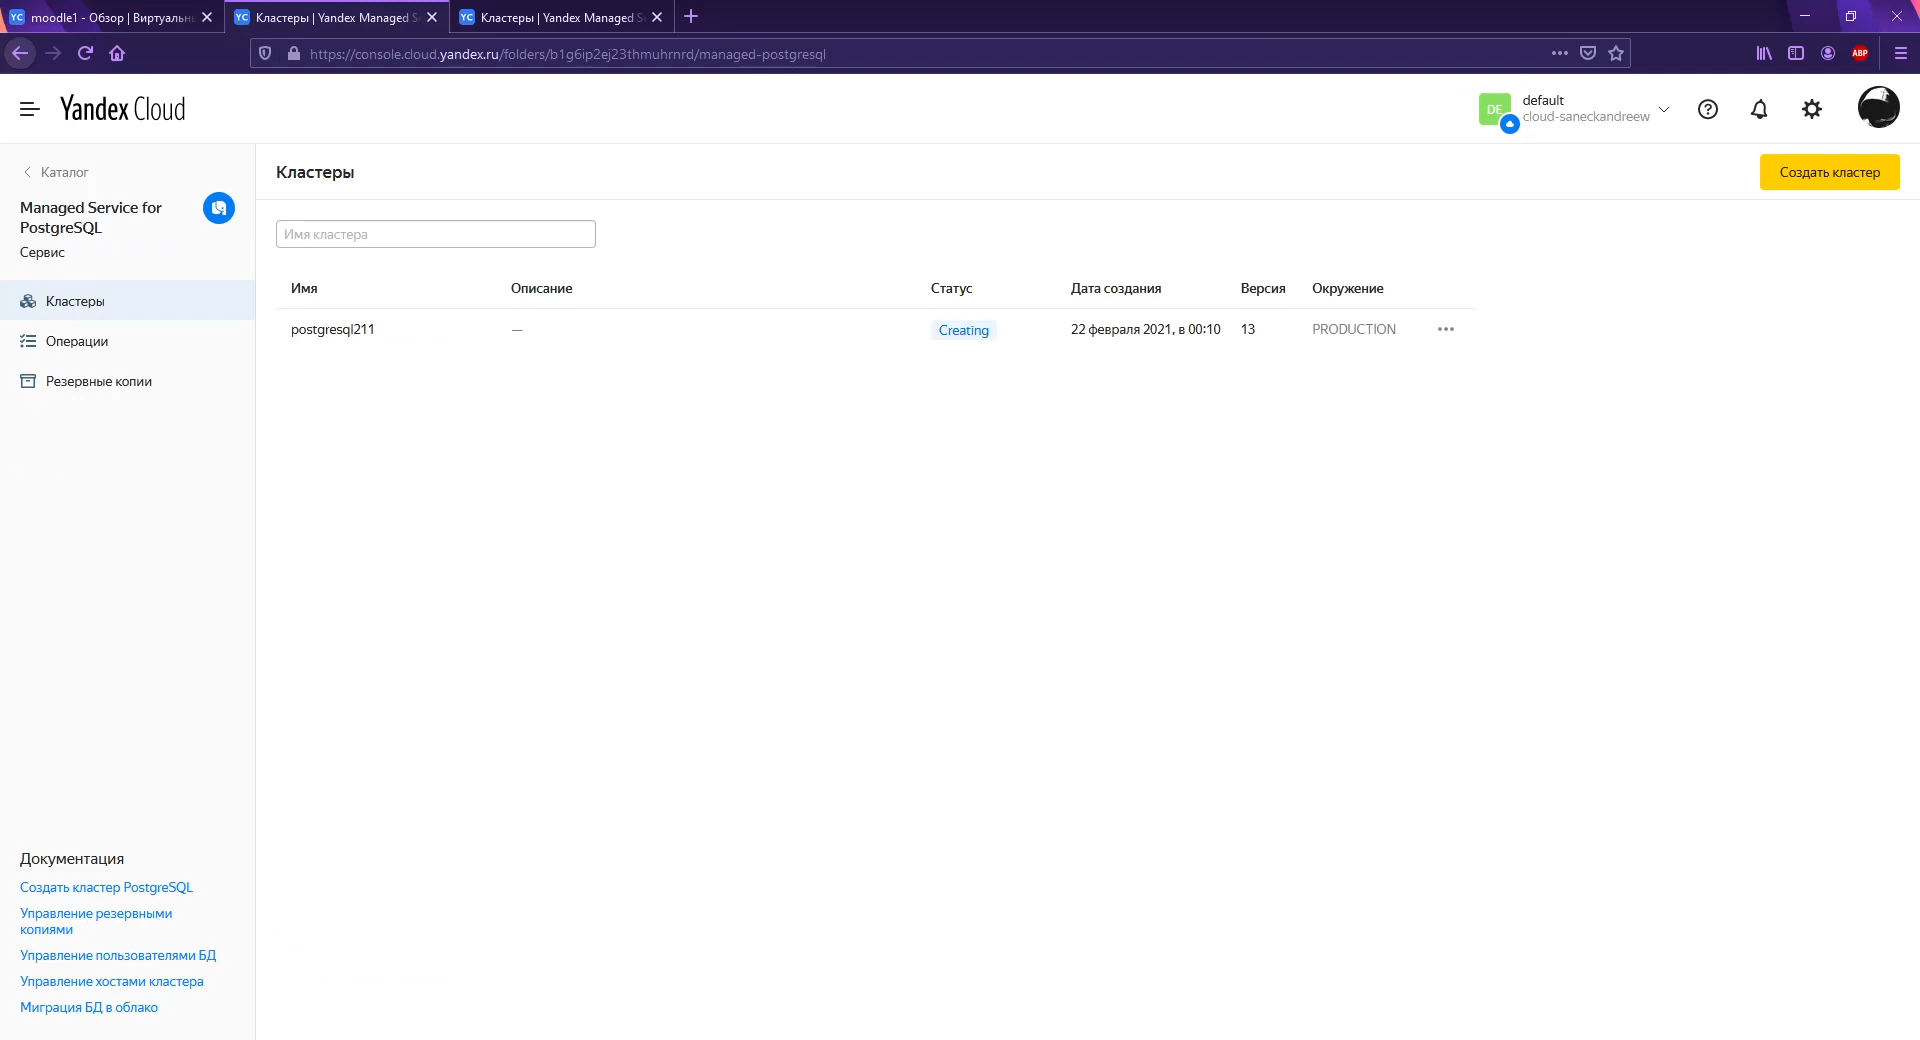 moodle1 - Обзор | Виртуальн
Кластеры | Yandex Managed S
Кластеры | Yandex Managed S
https://console.cloud.yandex.ru/folders/b1g6ip2ej23thmuhrnrd/managed-postgresql
ABP
Yandex Cloud
DE
default
cloud-saneckandreew
Каталог
Managed Service for
PostgreSQL
Сервис
Кластеры
Операции
Резервные копии
Кластеры
Создать кластер
Имя кластера
Имя Описание Статус Дата создания Версия Окружение
postgresql211 — Creating 22 февраля 2021, в 00:10 13 PRODUCTION
Документация
Создать кластер PostgreSQL
Управление резервными
копиями
Управление пользователями БД
Управление хостами кластера
Миграция БД в облако